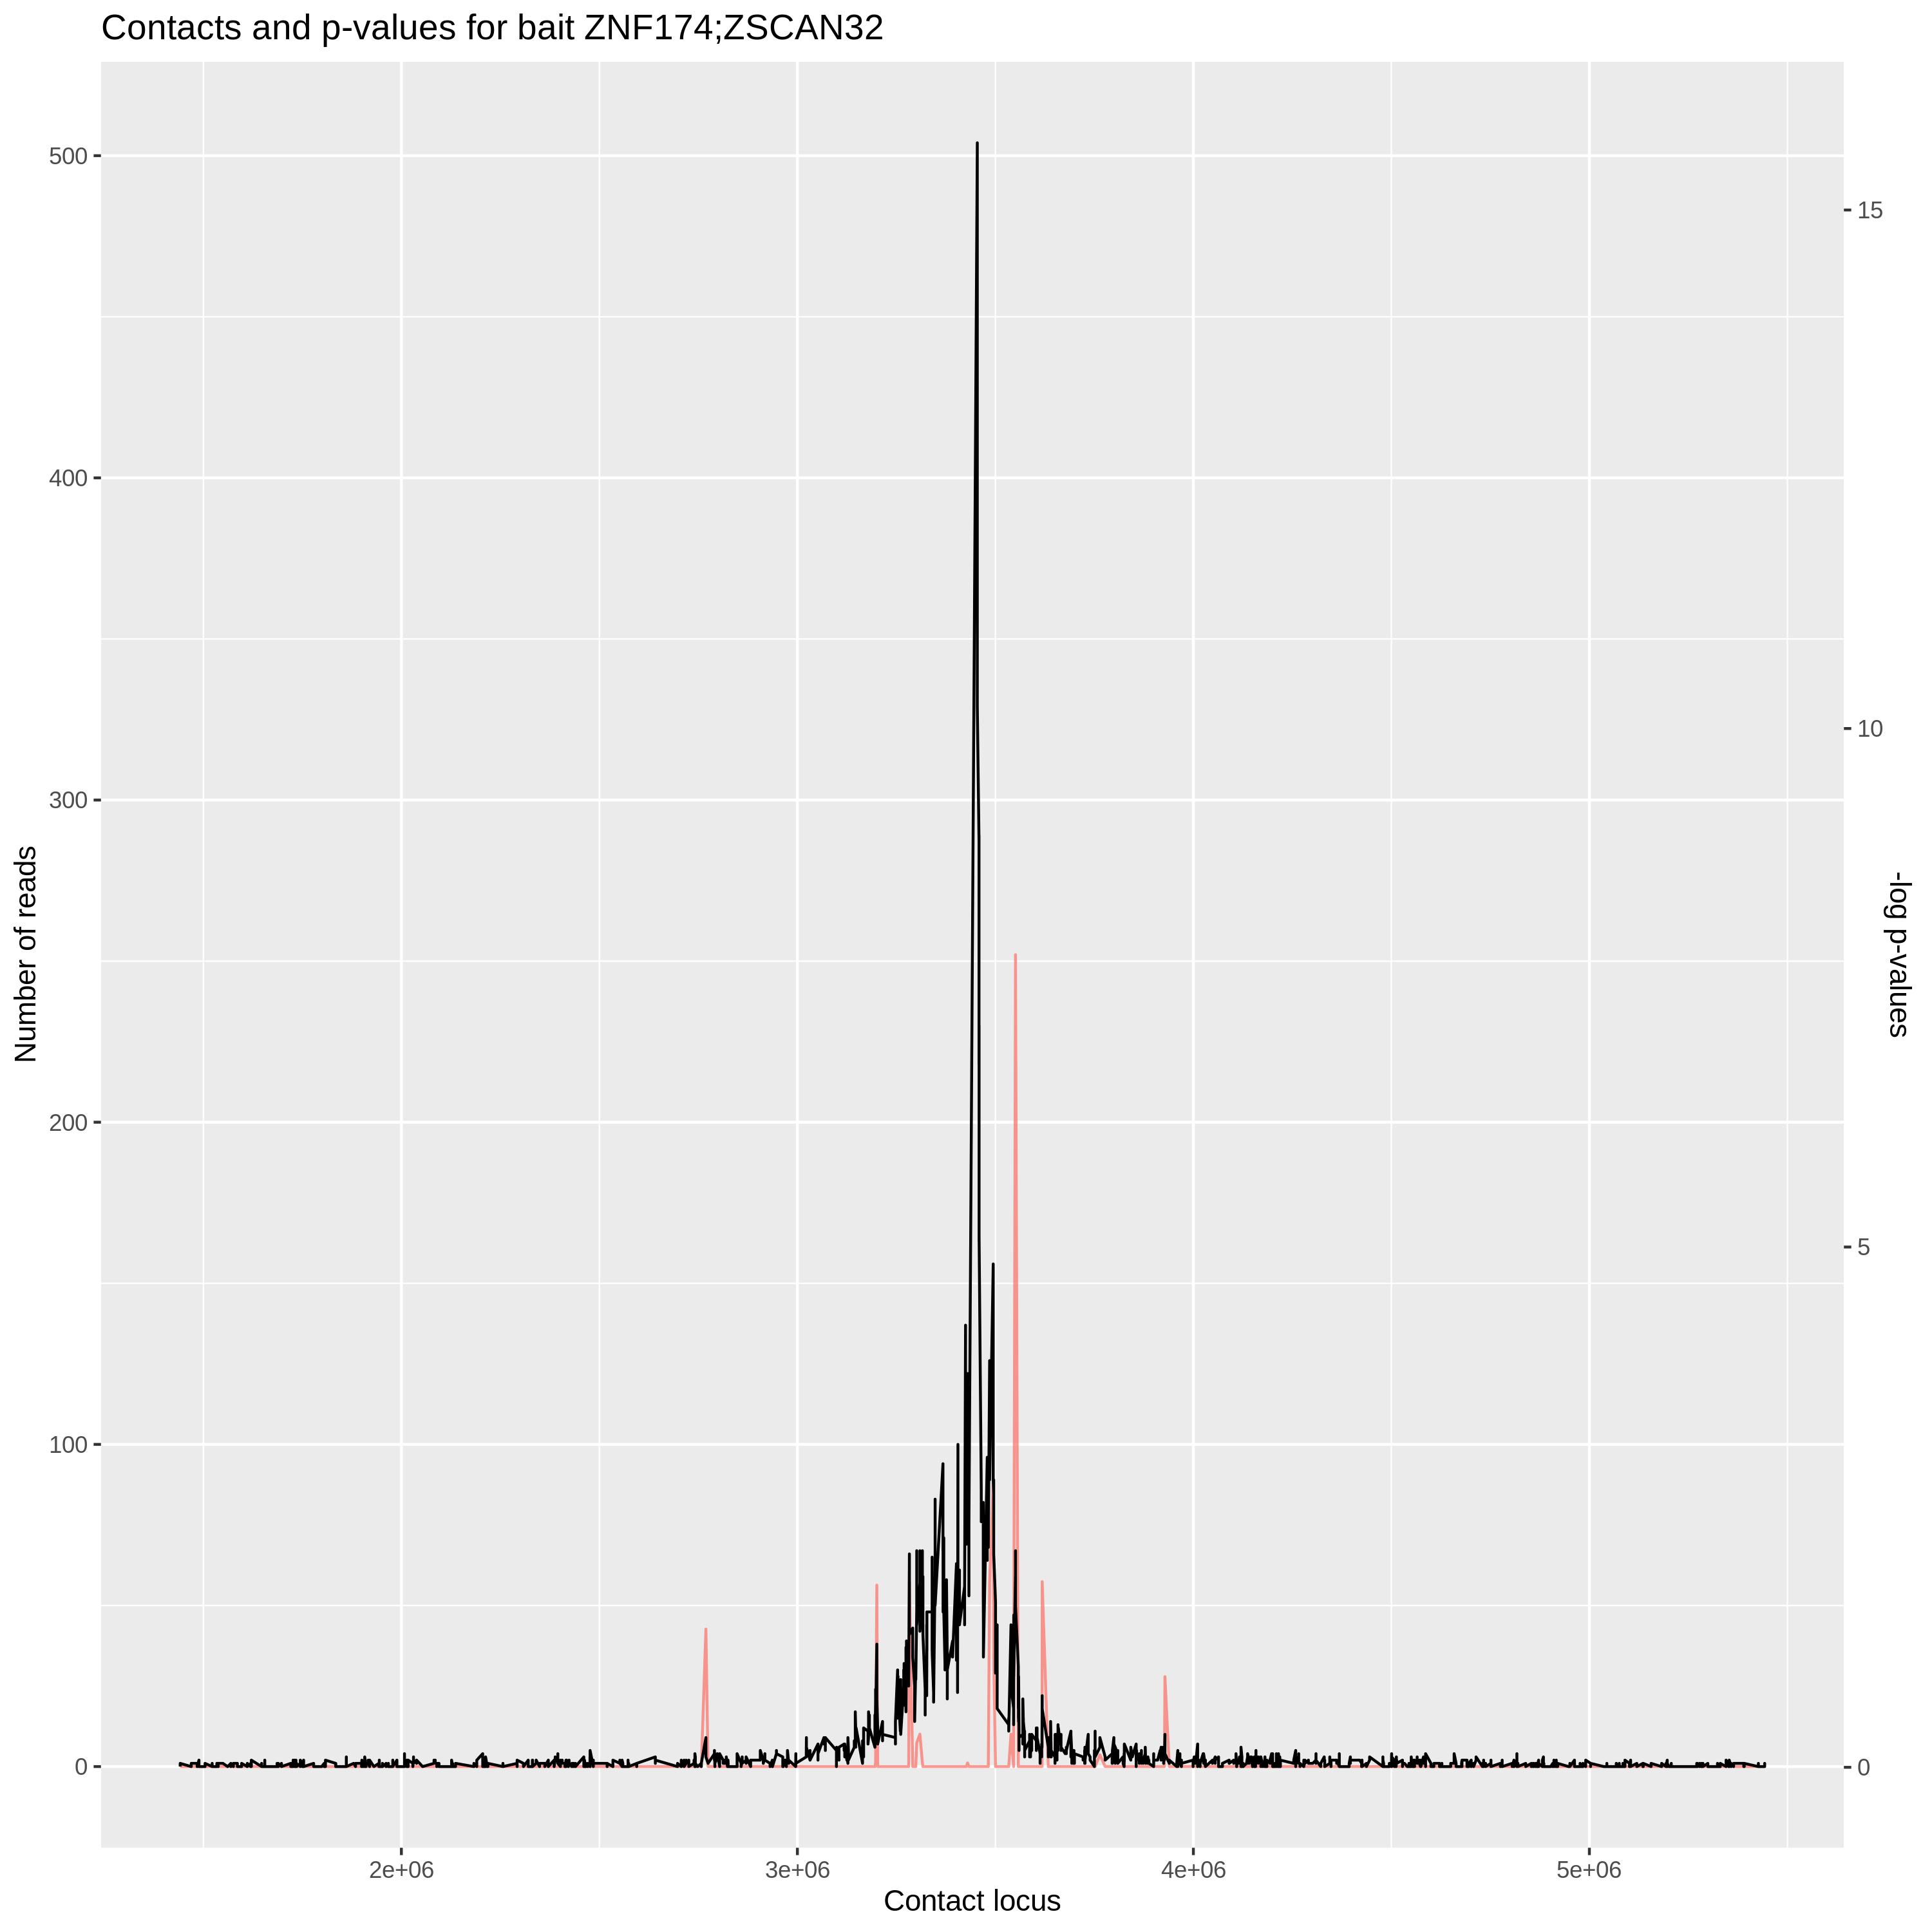 Contacts and p-values for bait ZNF174;ZSCAN32
500
400
300
200
100
0
Number of reads
15
10
5
0
-log p-values
2e+06 3e+06 4e+06 5e+06
Contact locus